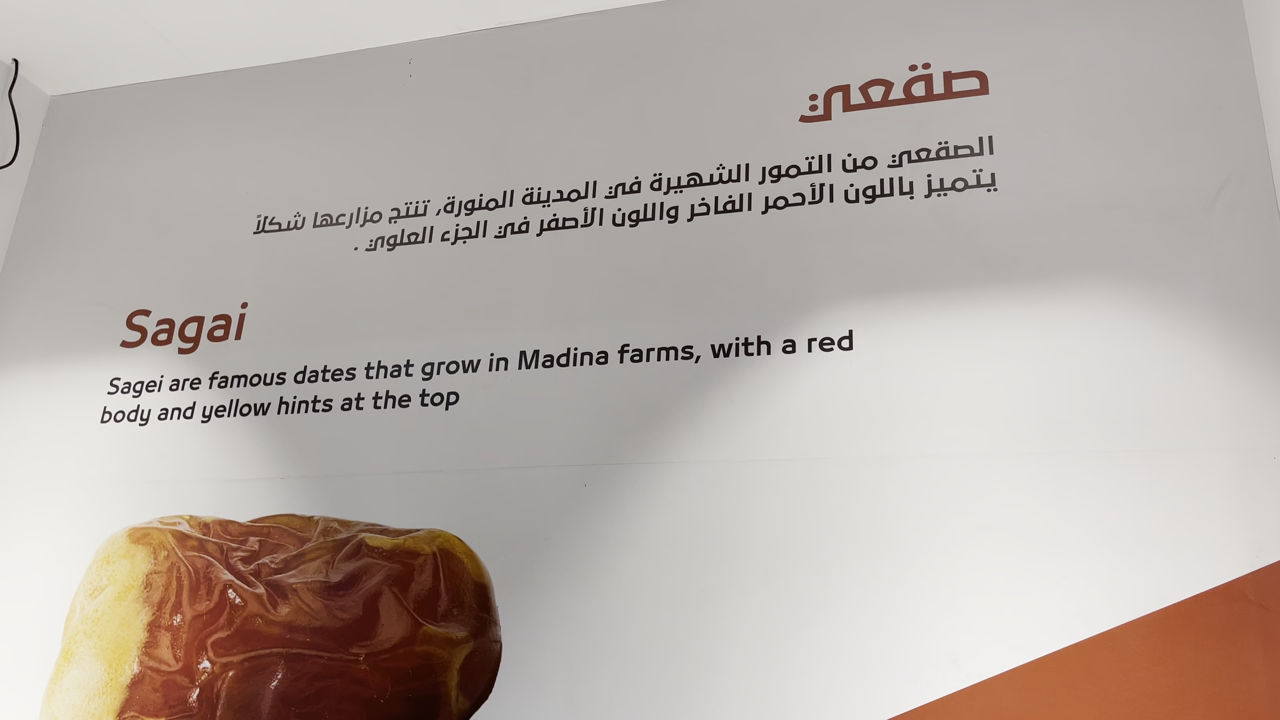 صقعي
الصقعي من التمور الشهيرة في المدينة المنورة، تنتج مزارعها شكلاً
يتميز باللون الأحمر الفاخر واللون الأصفر في الجزء العلوي .
Sagai
Sagei are famous dates that grow in Madina farms, with a red
body and yellow hints at the top